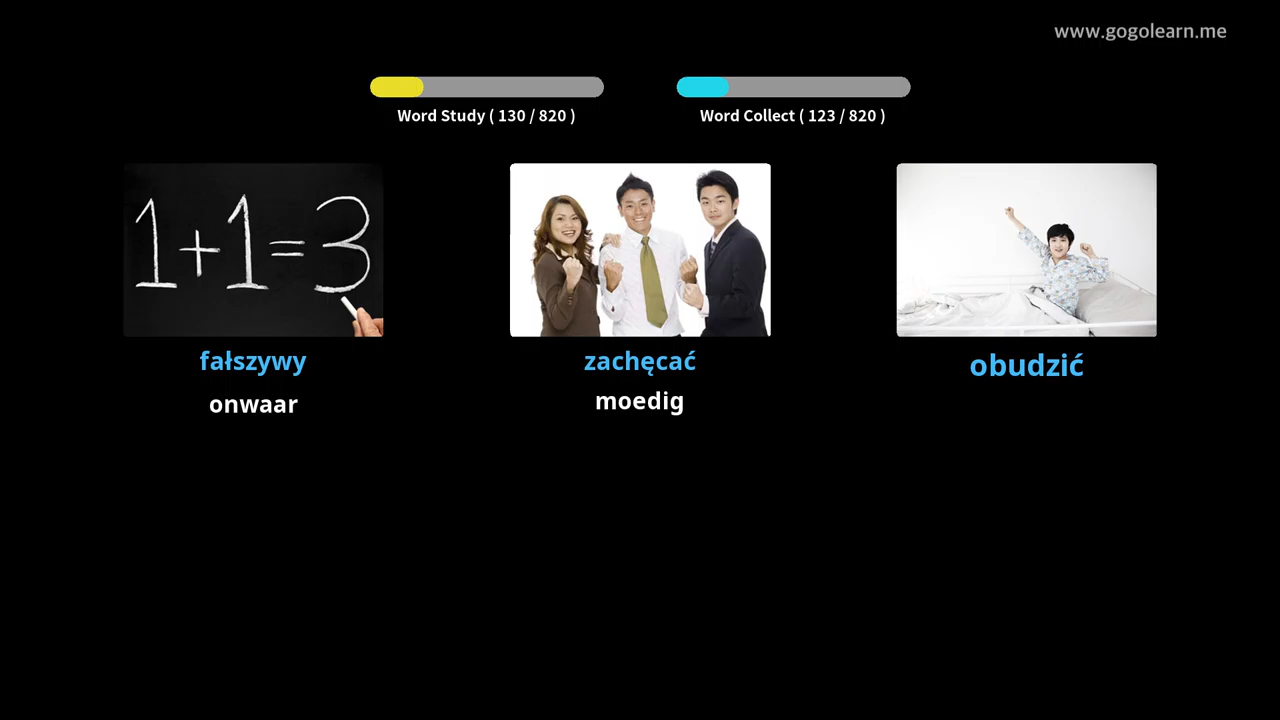 www.gogolearn.me
Word Study ( 130 / 820 )
Word Collect ( 123 / 820 )
1+1=3
fałszywy
zachęcać
obudzić
onwaar
moedig